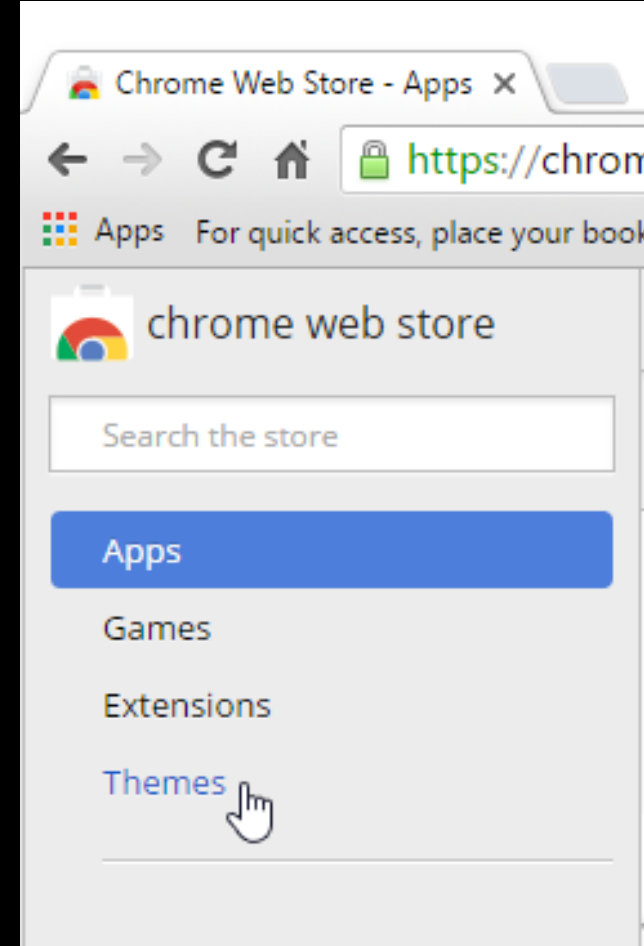 Chrome Web Store - Apps
https://chrom
Apps For quick access, place your book
chrome web store
Search the store
Apps
Games
Extensions
Themes